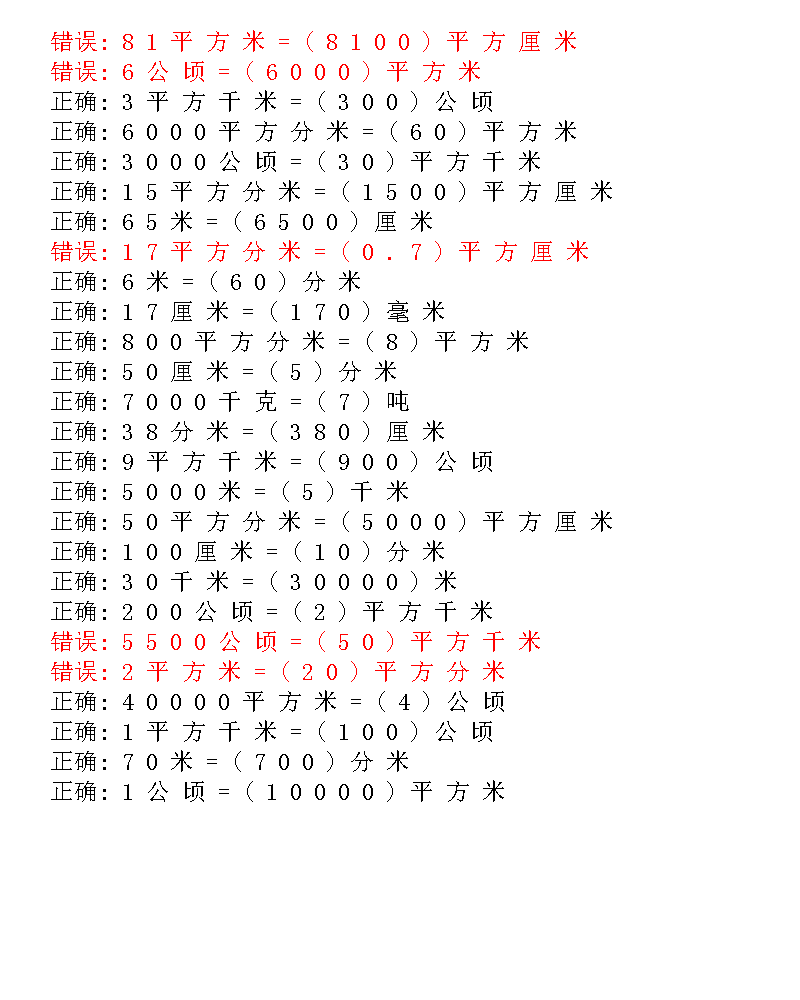 错误: 81平方米=(8100)平方厘米
错误: 6公顷=(6000)平方米
正确: 3平方千米=(300)公顷
正确: 6000平方分米=(60)平方米
正确: 3000公顷=(30)平方千米
正确: 15平方分米=(1500)平方厘米
正确: 65米=(6500)厘米
错误: 17平方分米=(0.7)平方厘米
正确: 6米=(60)分米
正确: 17厘米=(170)毫米
正确: 800平方分米=(8)平方米
正确: 50厘米=(5)分米
正确: 7000千克=(7)吨
正确: 38分米=(380)厘米
正确: 9平方千米=(900)公顷
正确: 5000米=(5)千米
正确: 50平方分米=(5000)平方厘米
正确: 100厘米=(10)分米
正确: 30千米=(30000)米
正确: 200公顷=(2)平方千米
错误: 5500公顷=(50)平方千米
错误: 2平方米=(20)平方分米
正确: 40000平方米=(4)公顷
正确: 1平方千米=(100)公顷
正确: 70米=(700)分米
正确: 1公顷=(10000)平方米